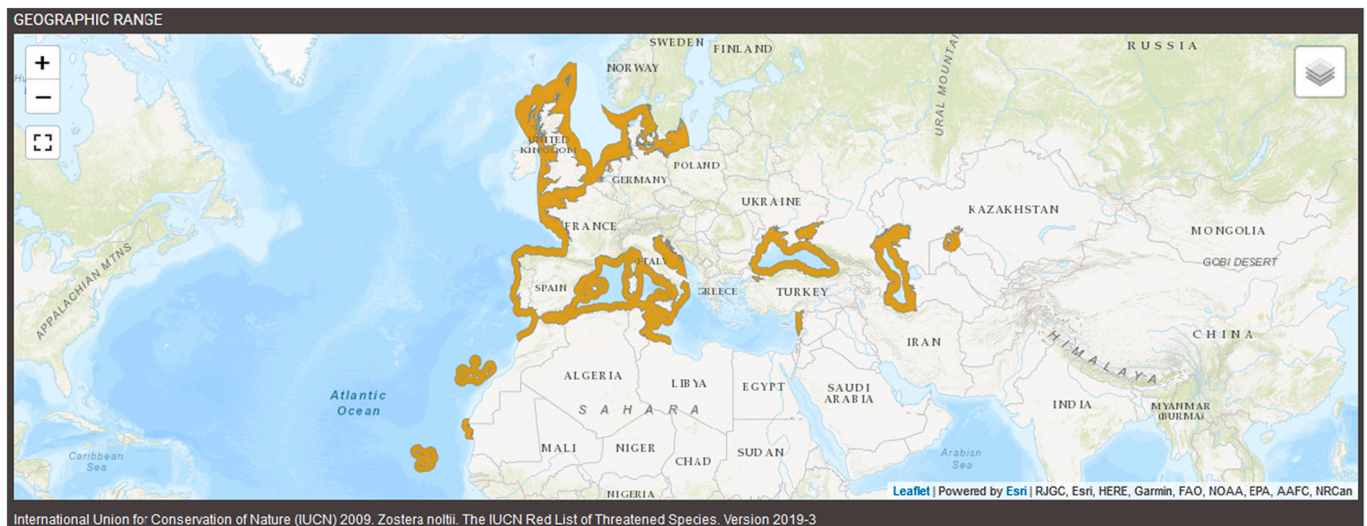 GEOGRAPHIC RANGE
+
−
SWEDEN
FINLAND
NORWAY
RUSSIA
URAL MOUNTAI
UNITED
KINGDOM
POLAND
GERMANY
UKRAINE
KAZAKHSTAN
FRANCE
MONGOLIA
GOBI DESERT
ITALY
SPAIN
GREECE
TURKEY
APPALACHIAN MTNS
CHINA
IRAN
HIMALAYA
ALGERIA
LIBYA
EGYPT
SAUDI
ARABIA
Atlantic
Ocean
SAHARA
INDIA
MYANMAR
(BURMA)
MALI
NIGER
CHAD
SUDAN
Caribbean
Sea
Arabian
Sea
NIGERIA
Leaflet | Powered by Esri | RJGC, Esri, HERE, Garmin, FAO, NOAA, EPA, AAFC, NRCan
International Union for Conservation of Nature (IUCN) 2009. Zostera noltii. The IUCN Red List of Threatened Species. Version 2019-3